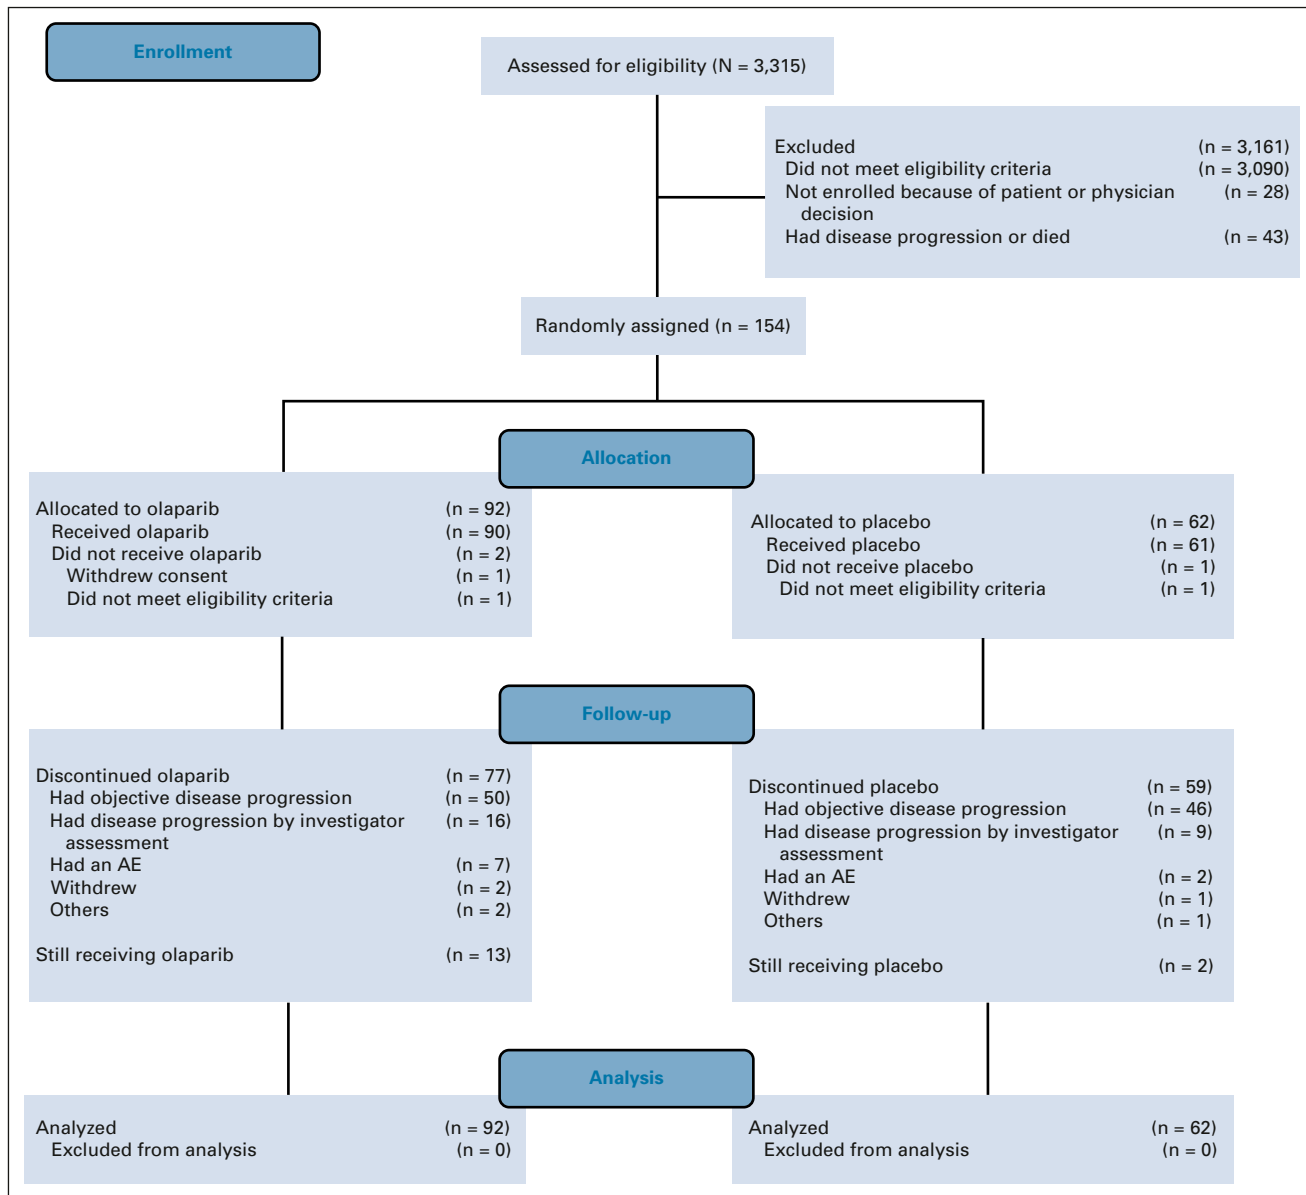 Enrollment
Assessed for eligibility (N = 3,315)
Excluded (n = 3,161)
Did not meet eligibility criteria (n = 3,090)
Not enrolled because of patient or physician (n = 28)
decision
Had disease progression or died (n = 43)
Randomly assigned (n = 154)
Allocation
Allocated to olaparib (n = 92)
Received olaparib (n = 90)
Did not receive olaparib (n = 2)
Withdrew consent (n = 1)
Did not meet eligibility criteria (n = 1)
Allocated to placebo (n = 62)
Received placebo (n = 61)
Did not receive placebo (n = 1)
Did not meet eligibility criteria (n = 1)
Follow-up
Discontinued olaparib (n = 77)
Had objective disease progression (n = 50)
Had disease progression by investigator (n = 16)
assessment
Had an AE (n = 7)
Withdrew (n = 2)
Others (n = 2)
Still receiving olaparib (n = 13)
Discontinued placebo (n = 59)
Had objective disease progression (n = 46)
Had disease progression by investigator (n = 9)
assessment
Had an AE (n = 2)
Withdrew (n = 1)
Others (n = 1)
Still receiving placebo (n = 2)
Analysis
Analyzed (n = 92)
Excluded from analysis (n = 0)
Analyzed (n = 62)
Excluded from analysis (n = 0)